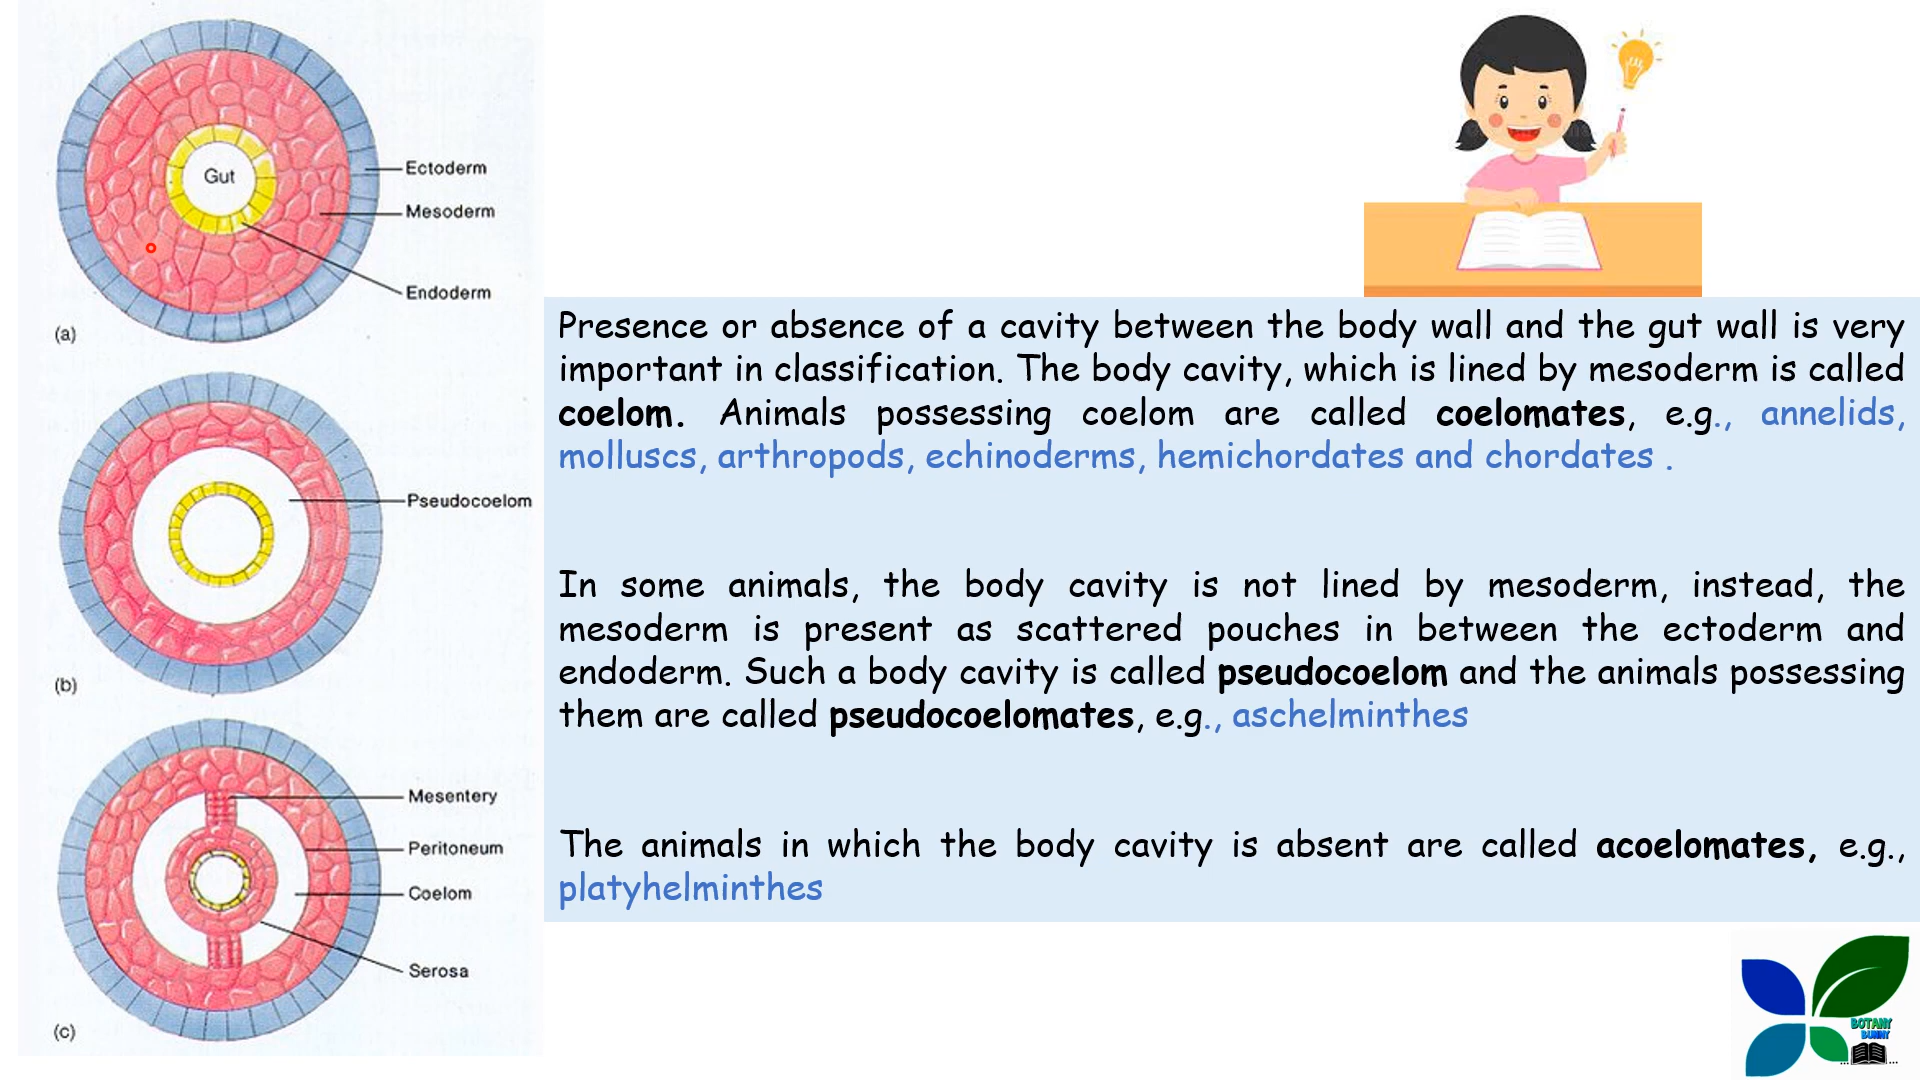 Gut
Ectoderm
Mesoderm
Endoderm
(a)
Pseudocoelom
(b)
Mesentery
Peritoneum
Coelom
Serosa
(c)
Presence or absence of a cavity between the body wall and the gut wall is very
important in classification. The body cavity, which is lined by mesoderm is called
coelom. Animals possessing coelom are called coelomates, e.g., annelids,
molluscs, arthropods, echinoderms, hemichordates and chordates .
In some animals, the body cavity is not lined by mesoderm, instead, the
mesoderm is present as scattered pouches in between the ectoderm and
endoderm. Such a body cavity is called pseudocoelom and the animals possessing
them are called pseudocoelomates, e.g., aschelminthes
The animals in which the body cavity is absent are called acoelomates, e.g.,
platyhelminthes
BOTANY
BUNNY